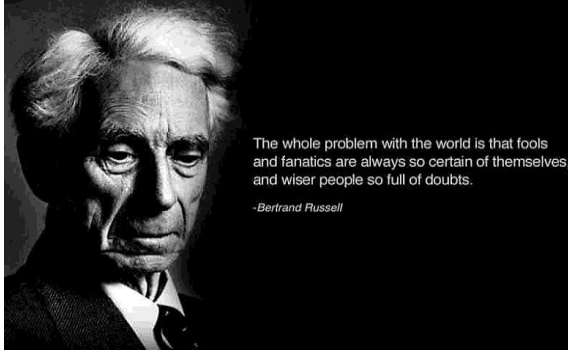 The whole problem with the world is that fools
and fanatics are always so certain of themselves,
and wiser people so full of doubts.
-Bertrand Russell